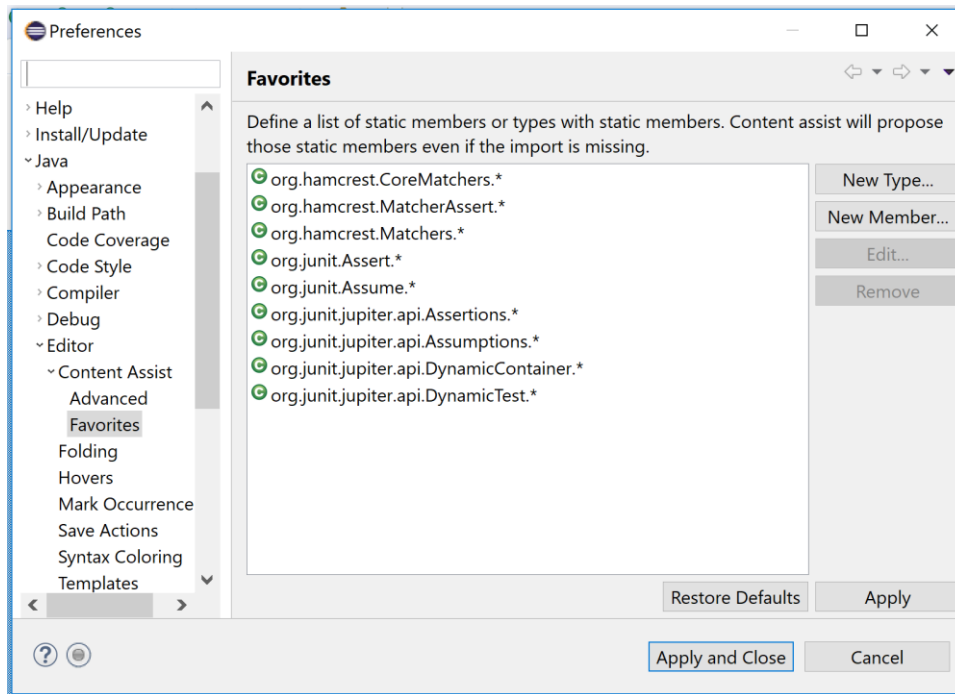 Preferences
Favorites
Help
Install/Update
Java
Appearance
Build Path
Code Coverage
Code Style
Compiler
Debug
Editor
Content Assist
Advanced
Favorites
Folding
Hovers
Mark Occurrence
Save Actions
Syntax Coloring
Templates
Define a list of static members or types with static members. Content assist will propose
those static members even if the import is missing.
org.hamcrest.CoreMatchers.*
org.hamcrest.MatcherAssert.*
org.hamcrest.Matchers.*
org.junit.Assert.*
org.junit.Assume.*
org.junit.jupiter.api.Assertions.*
org.junit.jupiter.api.Assumptions.*
org.junit.jupiter.api.DynamicContainer.*
org.junit.jupiter.api.DynamicTest.*
New Type...
New Member...
Edit...
Remove
Restore Defaults
Apply
Apply and Close
Cancel